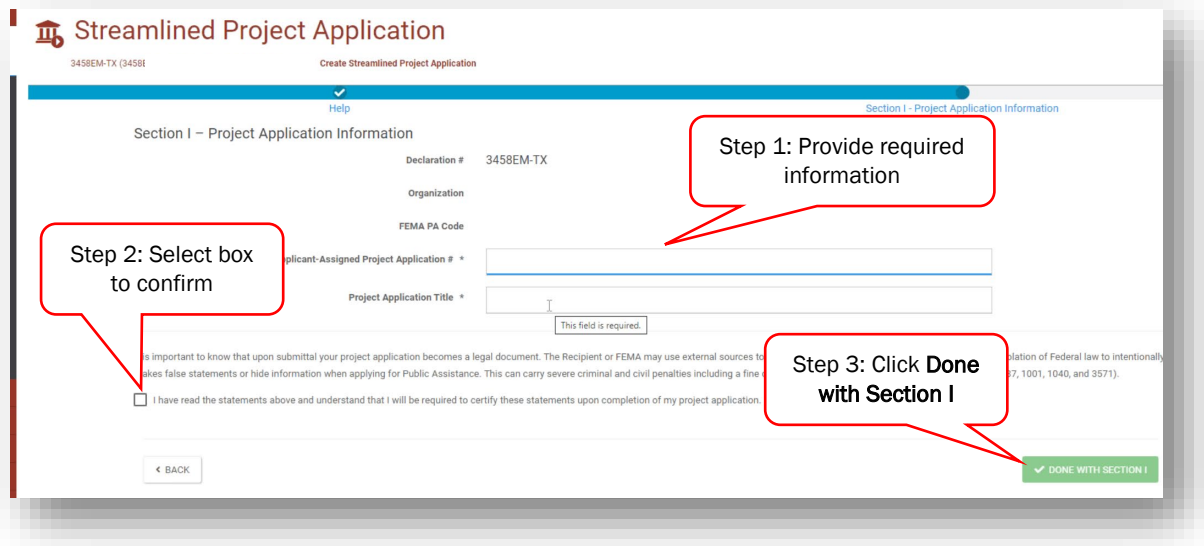 Streamlined Project Application
3458EM-TX (3458E
Create Streamlined Project Application
Help
Section I - Project Application Information
Section I – Project Application Information
Step 1: Provide required
information
Declaration # 3458EM-TX
Organization
FEMA PA Code
Step 2: Select box
to confirm
plicant-Assigned Project Application # *
Project Application Title *
This field is required.
is important to know that upon submittal your project application becomes a legal document. The Recipient or FEMA may use external sources to
olation of Federal law to intentionally
akes false statements or hide information when applying for Public Assistance. This can carry severe criminal and civil penalties including a fine
37, 1001, 1040, and 3571).
Step 3: Click Done
with Section I
I have read the statements above and understand that I will be required to certify these statements upon completion of my project application.
BACK
DONE WITH SECTION I